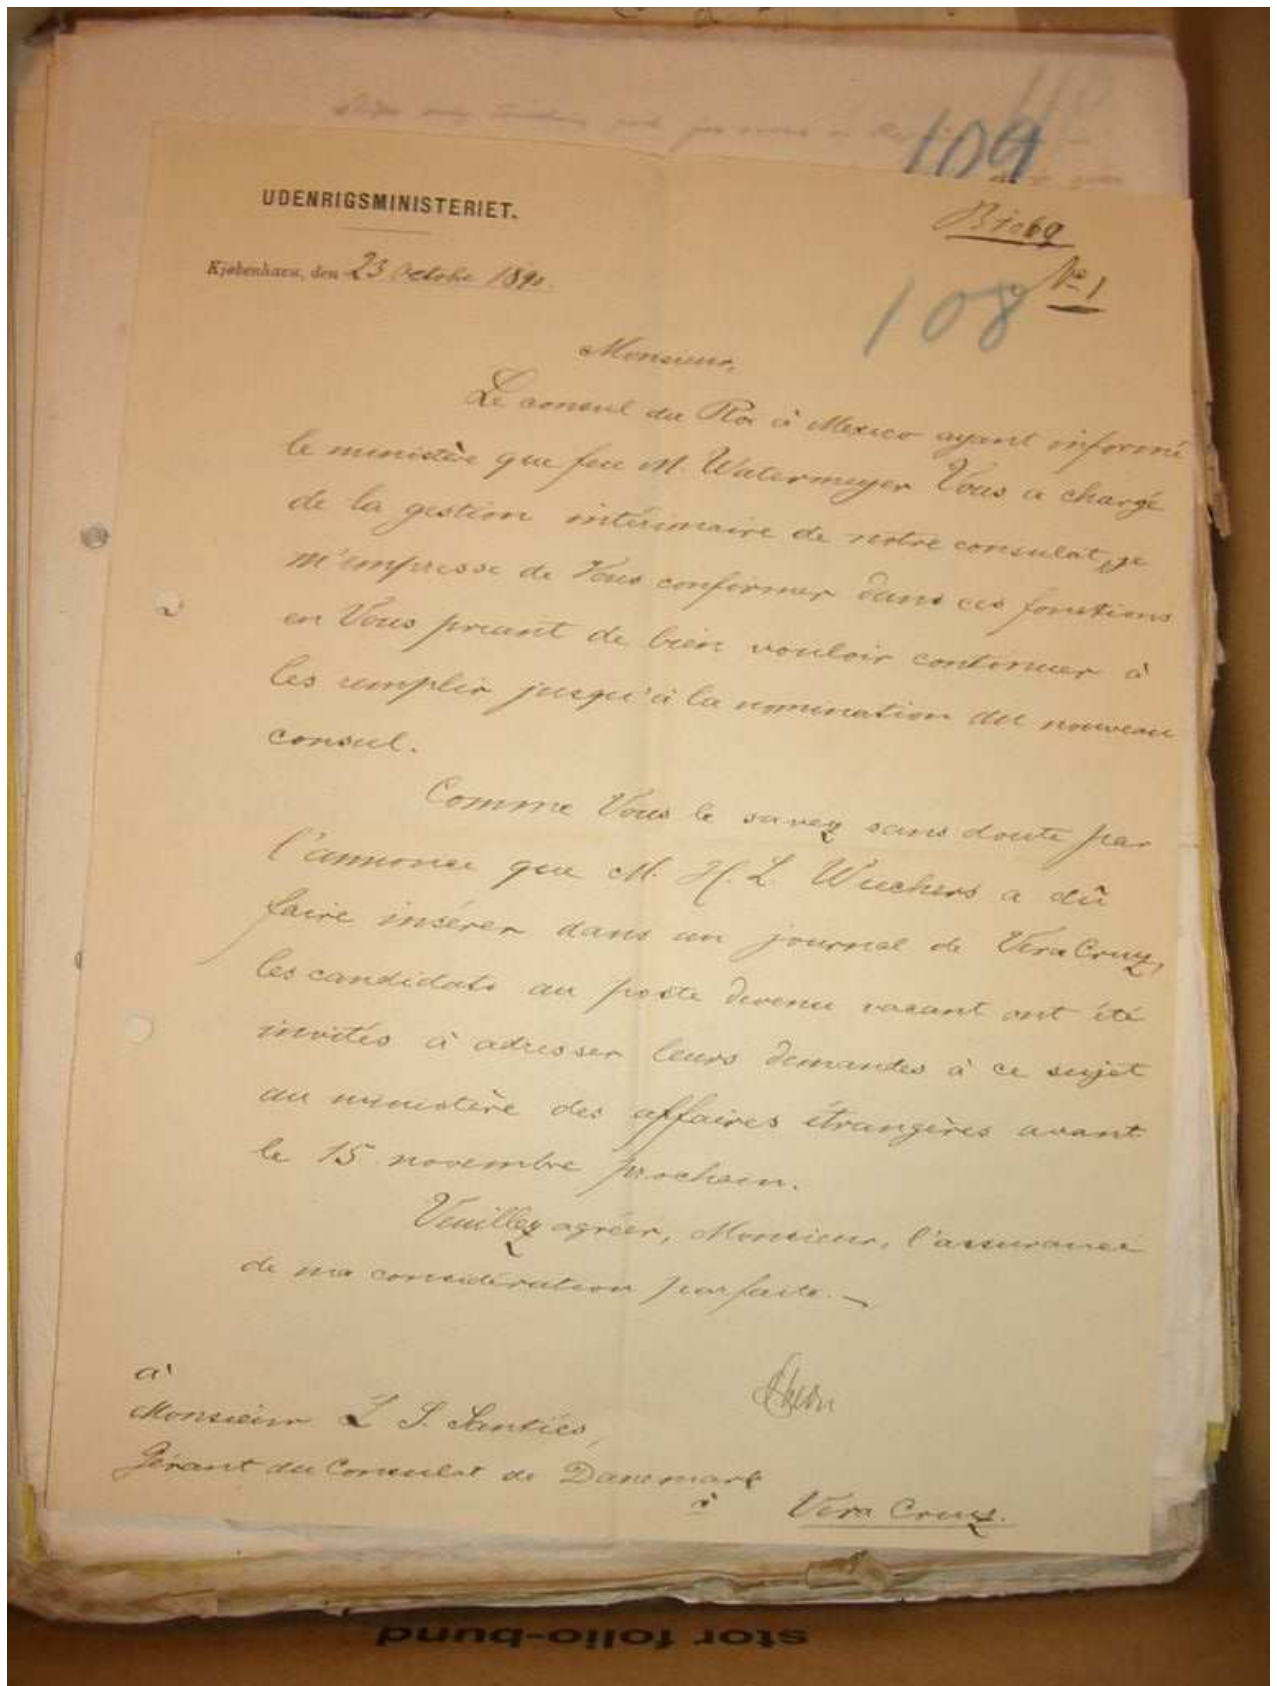 109
UDENRIGSMINISTERIET.
Kjøbenhavn, den 23 Octobre 1890.
No 1
108
Monsieur,
Le consul du Roi à Mexico ayant informé
le ministère que feu M. Watermeyer Vous a chargé
de la gestion intérimaire de notre consulat, je
m'empresse de Vous confirmer dans ces fonctions
en Vous priant de bien vouloir continuer à
les remplir jusqu'à la nomination du nouveau
consul.
Comme Vous le savez sans doute par
l'annonce que M. H. L. Wiechers a dû
faire insérer dans un journal de Vera Cruz,
les candidats au poste devenu vacant ont été
invités à adresser leurs demandes à ce sujet
au ministère des affaires étrangères avant
le 15 novembre prochain.
Veuillez agréer, Monsieur, l'assurance
de ma considération parfaite. —
à
Monsieur L S.
Gérant du Consulat de Danemark
à Vera Cruz.
stor folio-bund